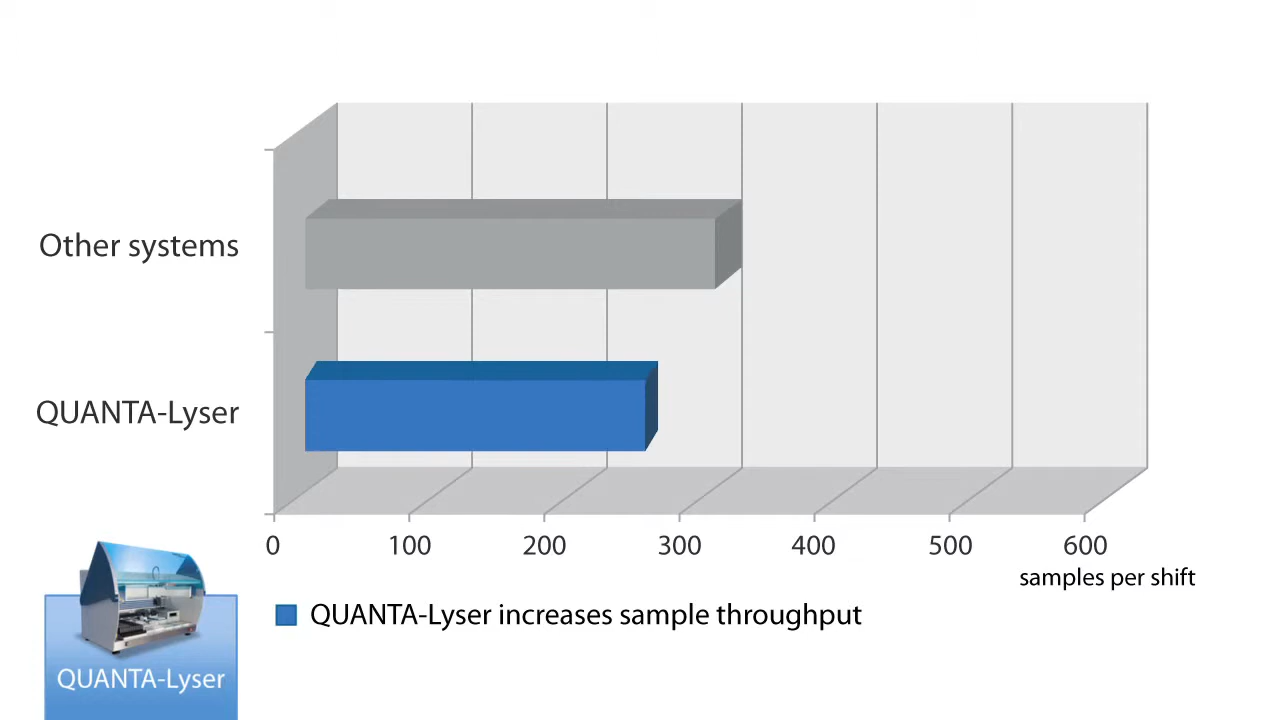 Other systems
QUANTA-Lyser
0 100 200 300 400 500 600
samples per shift
QUANTA-Lyser increases sample throughput
QUANTA-Lyser